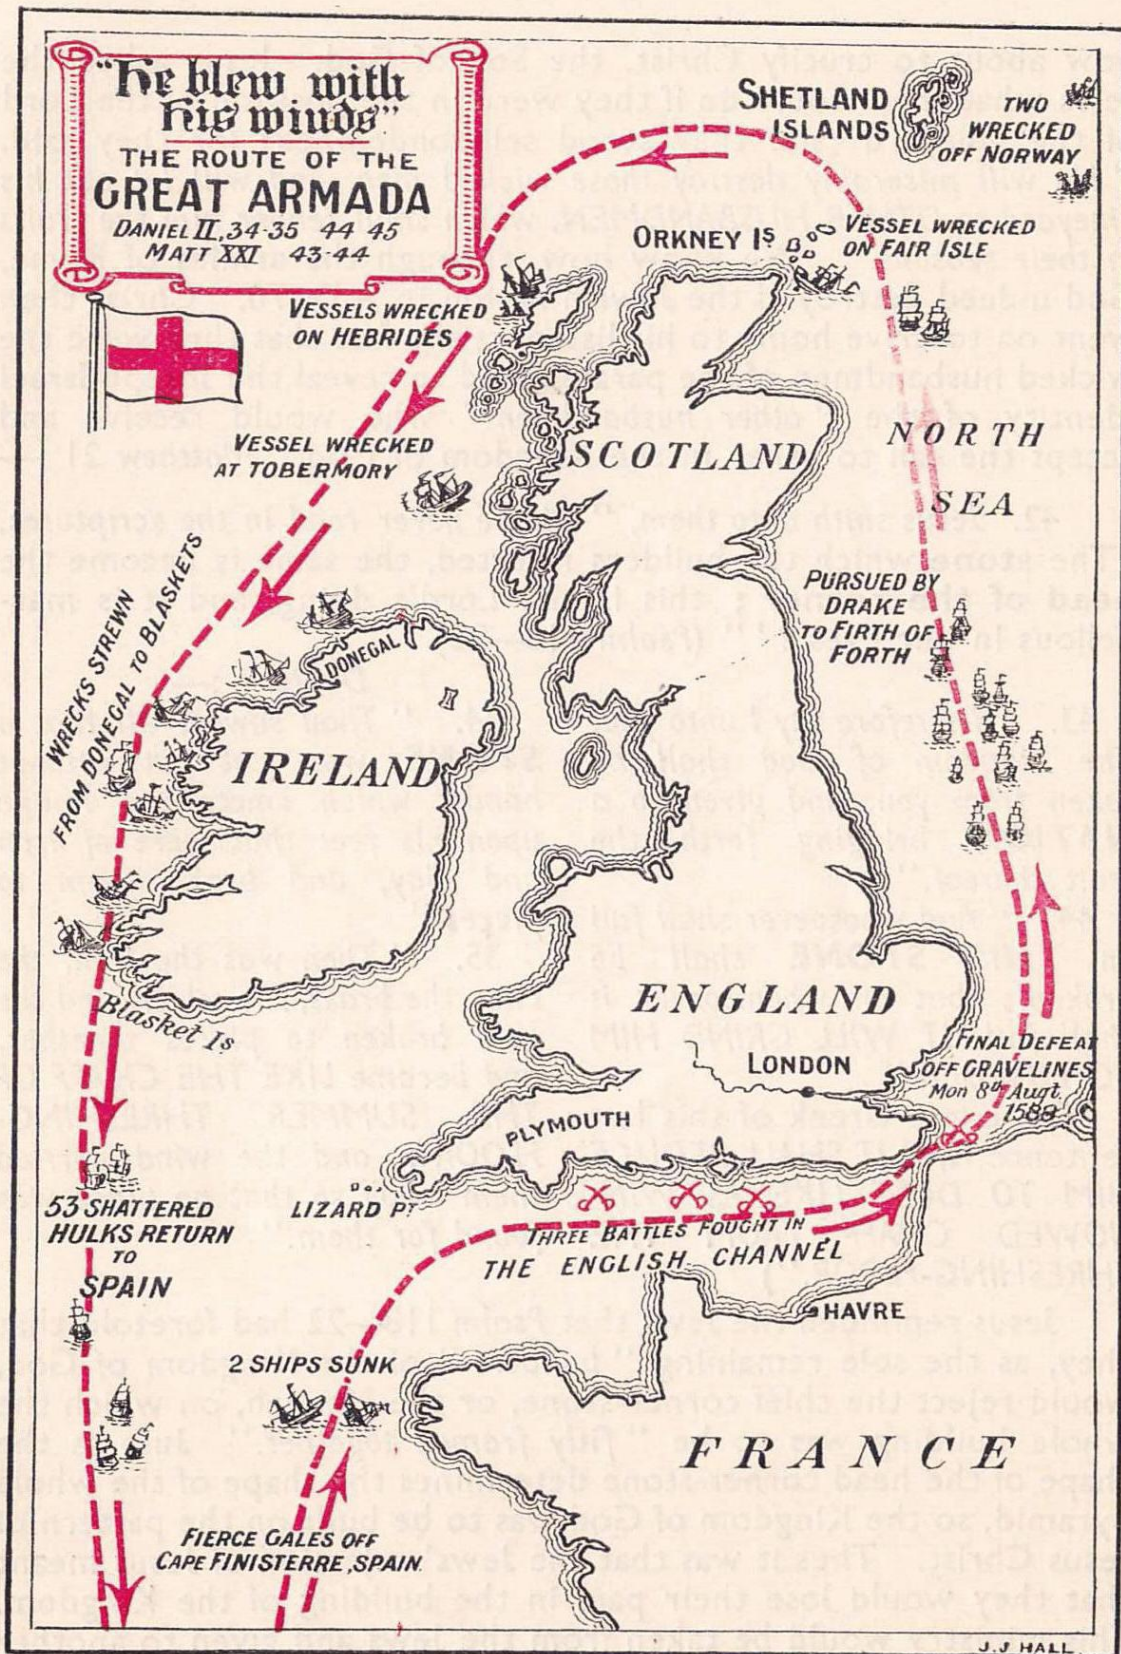 "He blew with
his winds"
THE ROUTE OF THE
GREAT ARMADA
DANIEL II, 34-35 44 45
MATT XXI 43-44
SHETLAND
ISLANDS
TWO
WRECKED
OFF NORWAY
ORKNEY Is
VESSEL WRECKED
ON FAIR ISLE
VESSELS WRECKED
ON HEBRIDES
VESSEL WRECKED
AT TOBERMORY
SCOTLAND
NORTH
SEA
PURSUED BY
DRAKE
TO FIRTH OF
FORTH
WRECKS STREWN
FROM DONEGAL TO BLASKETS
DONEGAL
IRELAND
Blasket Is
ENGLAND
LONDON
FINAL DEFEAT
OFF GRAVELINES
Mon 8th Augt.
1588
PLYMOUTH
LIZARD PT.
53 SHATTERED
HULKS RETURN
TO
SPAIN
THREE BATTLES FOUGHT IN
THE ENGLISH CHANNEL
HAVRE
2 SHIPS SUNK
FRANCE
FIERCE GALES OFF
CAPE FINISTERRE, SPAIN.
J. J HALL.